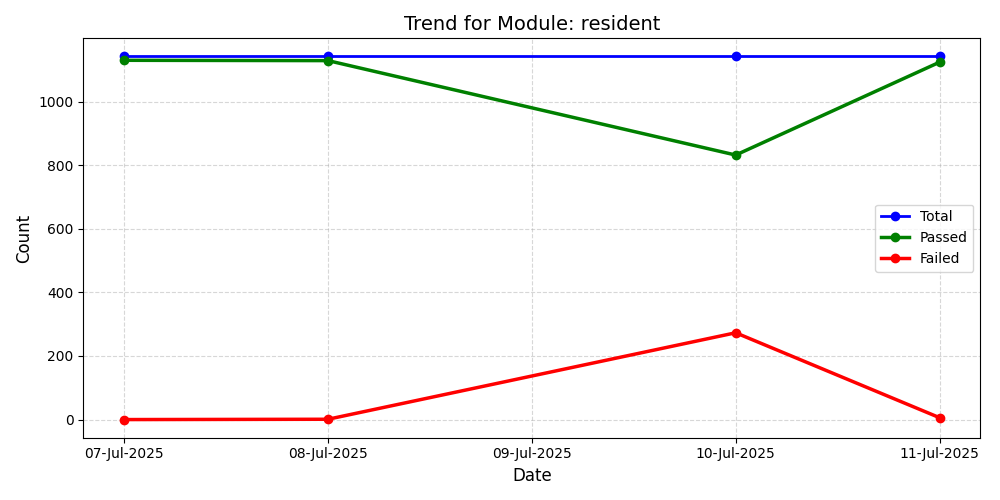 Trend for Module: resident
Count
1000
800
600
400
200
0
Total
Passed
Failed
07-Jul-2025
08-Jul-2025
09-Jul-2025
10-Jul-2025
11-Jul-2025
Date